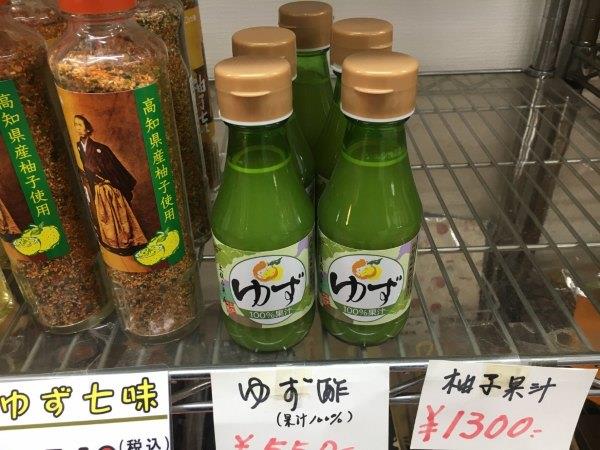 高知県産柚子使用
高知県産柚子使用
ゆず
100%果汁
ゆず
100%果汁
ゆず七味
(税込)
ゆず酢
(果汁100%)
¥550-
柚子果汁
¥1300-